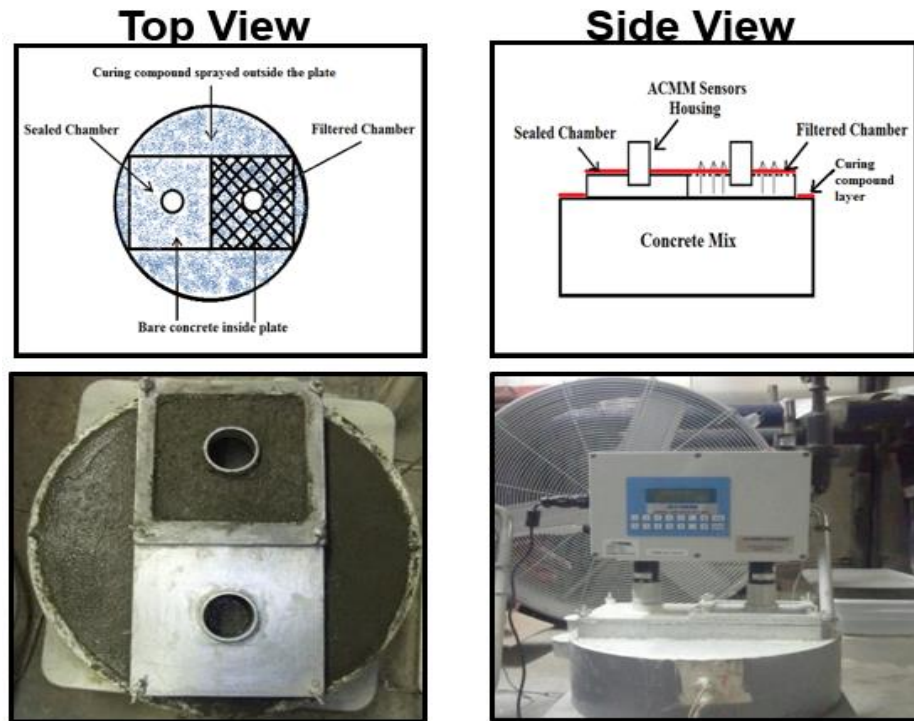 Top View
Curing compound sprayed outside the plate
Sealed Chamber
Filtered Chamber
Bare concrete inside plate
Side View
ACMM Sensors
Housing
Sealed Chamber
Filtered Chamber
Curing
compound
layer
Concrete Mix